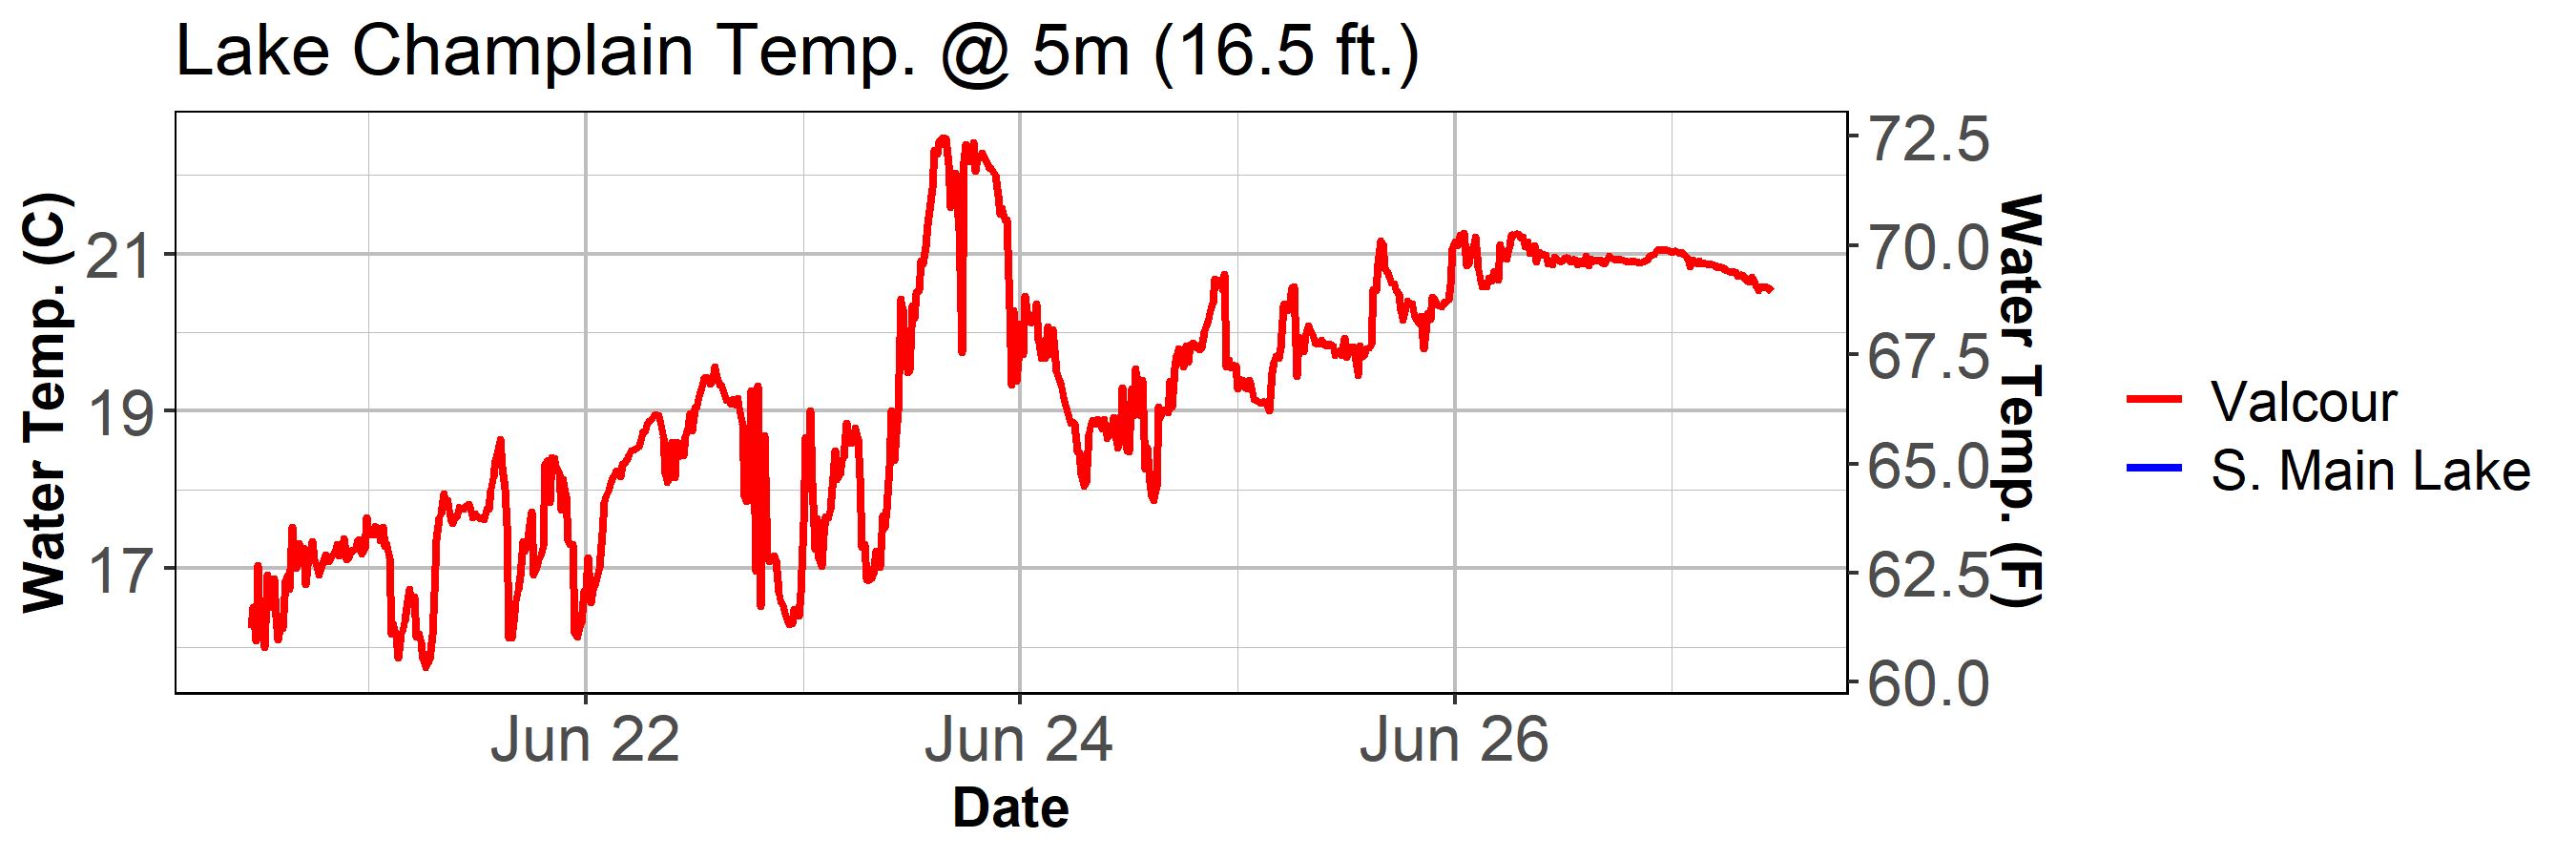 Lake Champlain Temp. @ 5m (16.5 ft.)
Water Temp. (C)
21
19
17
72.5
70.0
67.5
65.0
62.5
60.0
Water Temp. (F)
Jun 22
Jun 24
Jun 26
Date
Valcour
S. Main Lake